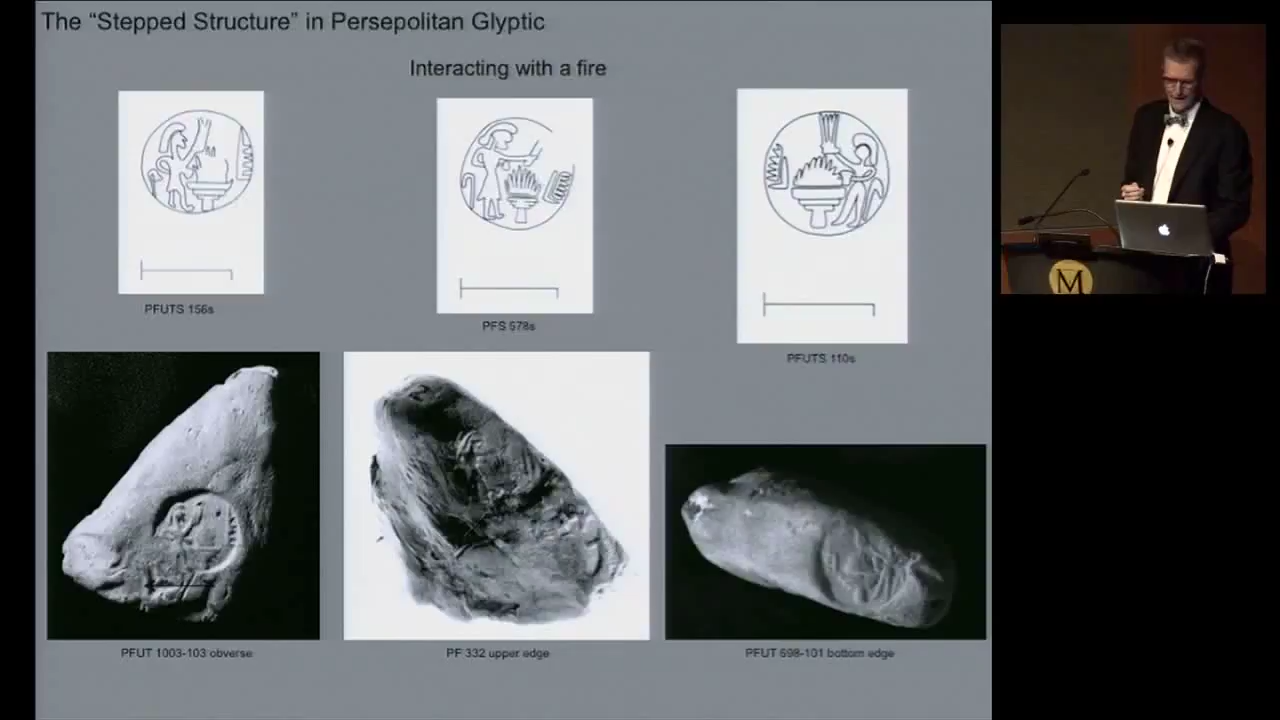 The "Stepped Structure" in Persepolitan Glyptic
Interacting with a fire
PFUTS 156s
PFS 578s
PFUTS 110s
PFUT 1003-103 obverse
PF 332 upper edge
PFUT 698-101 bottom edge
M